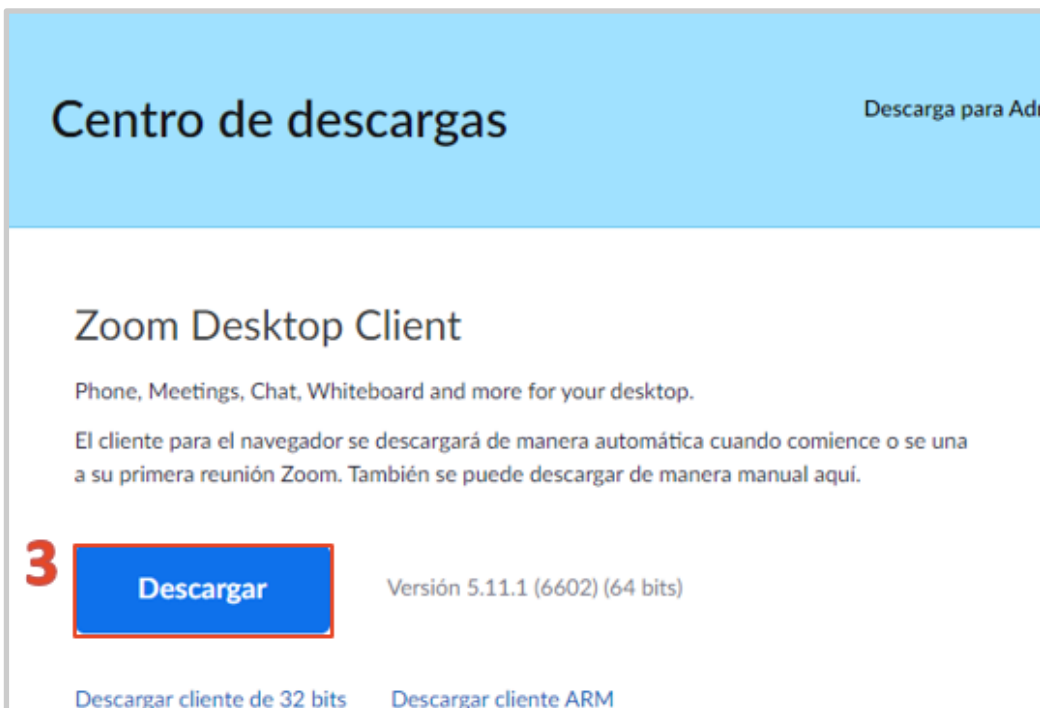 Centro de descargas
Descarga para
Zoom Desktop Client
Phone, Meetings, Chat, Whiteboard and more for your desktop.
El cliente para el navegador se descargará de manera automática cuando comience o se una
a su primera reunión Zoom. También se puede descargar de manera manual aquí.
3
Descargar
Versión 5.11.1 (6602) (64 bits)
Descargar cliente de 32 bits
Descargar cliente ARM